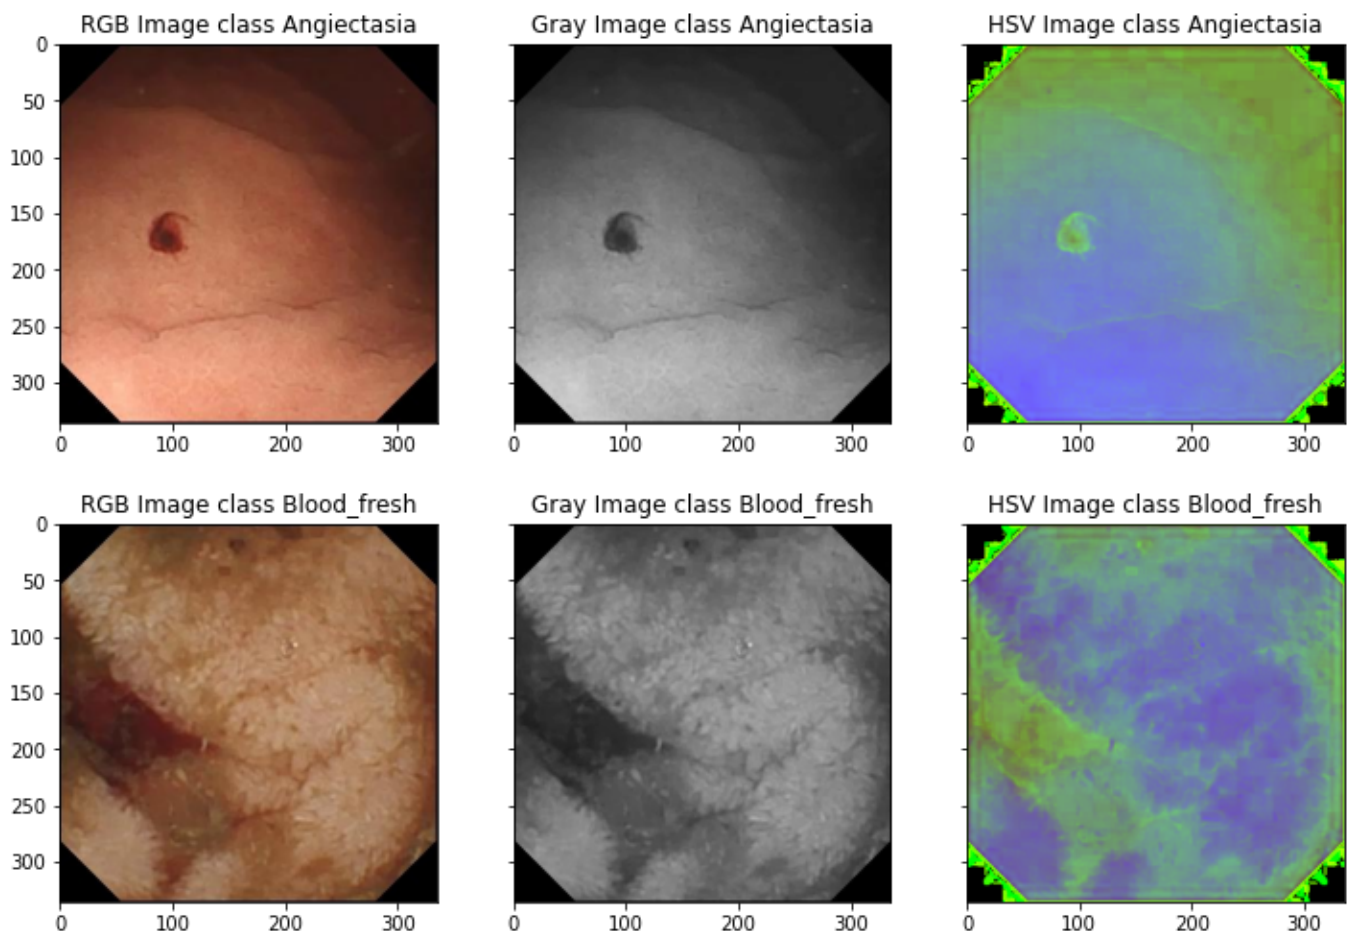 RGB Image class Angiectasia
Gray Image class Angiectasia
HSV Image class Angiectasia
0
50
100
150
200
250
300
0 100 200 300
0 100 200 300
0 100 200 300
RGB Image class Blood_fresh
Gray Image class Blood_fresh
HSV Image class Blood_fresh
0
50
100
150
200
250
300
0 100 200 300
0 100 200 300
0 100 200 300